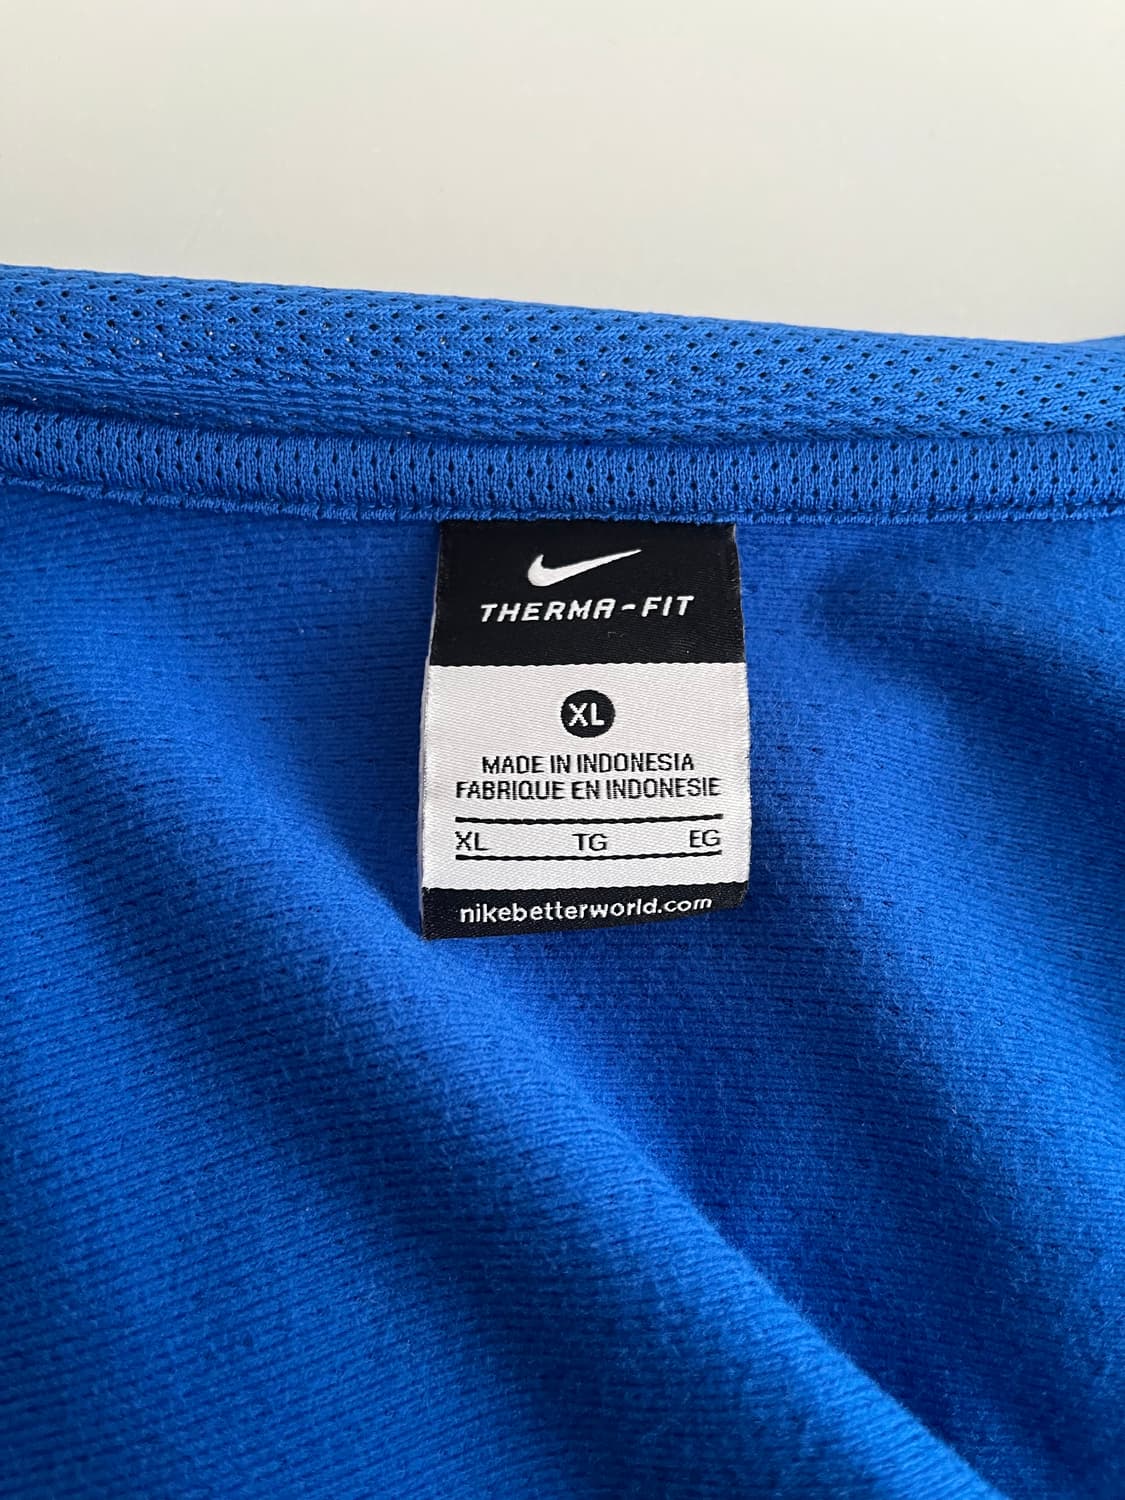 THERMA-FIT
XL
MADE IN INDONESIA
FABRIQUE EN INDONESIE
XL TG EG
nikebetterworld.com